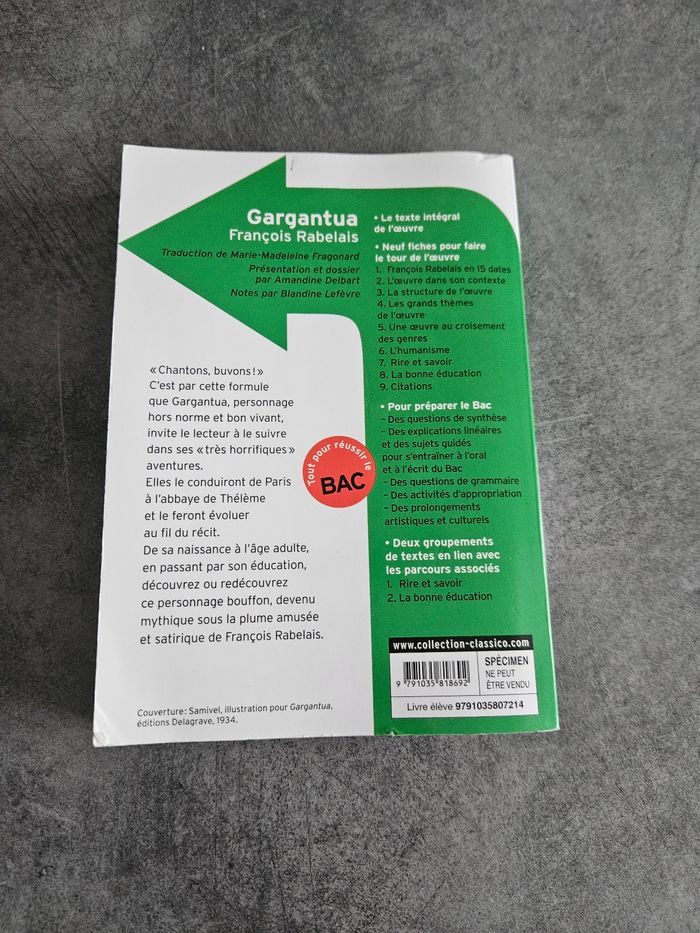 Gargantua
François Rabelais
Traduction de Marie-Madeleine Fragonard
Présentation et dossier
par Amandine Delbart
Notes par Blandine Lefèvre
« Chantons, buvons ! »
C'est par cette formule
que Gargantua, personnage
hors norme et bon vivant,
invite le lecteur à le suivre
dans ses « très horrifiques »
aventures.
Elles le conduiront de Paris
à l'abbaye de Thélème
et le feront évoluer
au fil du récit.
De sa naissance à l'âge adulte,
en passant par son éducation,
découvrez ou redécouvrez
ce personnage bouffon, devenu
mythique sous la plume amusée
et satirique de François Rabelais.
Couverture : Samivel, illustration pour Gargantua,
éditions Delagrave, 1934.
Tout pour réussir le
BAC
• Le texte intégral
de l'œuvre
• Neuf fiches pour faire
le tour de l'œuvre
1. François Rabelais en 15 dates
2. L'œuvre dans son contexte
3. La structure de l'œuvre
4. Les grands thèmes
de l'œuvre
5. Une œuvre au croisement
des genres
6. L'humanisme
7. Rire et savoir
8. La bonne éducation
9. Citations
• Pour préparer le Bac
– Des questions de synthèse
– Des explications linéaires
et des sujets guidés
pour s'entraîner à l'oral
et à l'écrit du Bac
– Des questions de grammaire
– Des activités d'appropriation
– Des prolongements
artistiques et culturels
• Deux groupements
de textes en lien avec
les parcours associés
1. Rire et savoir
2. La bonne éducation
www.collection-classico.com
9 791035 818692
SPÉCIMEN
NE PEUT
ÊTRE VENDU
Livre élève 9791035807214